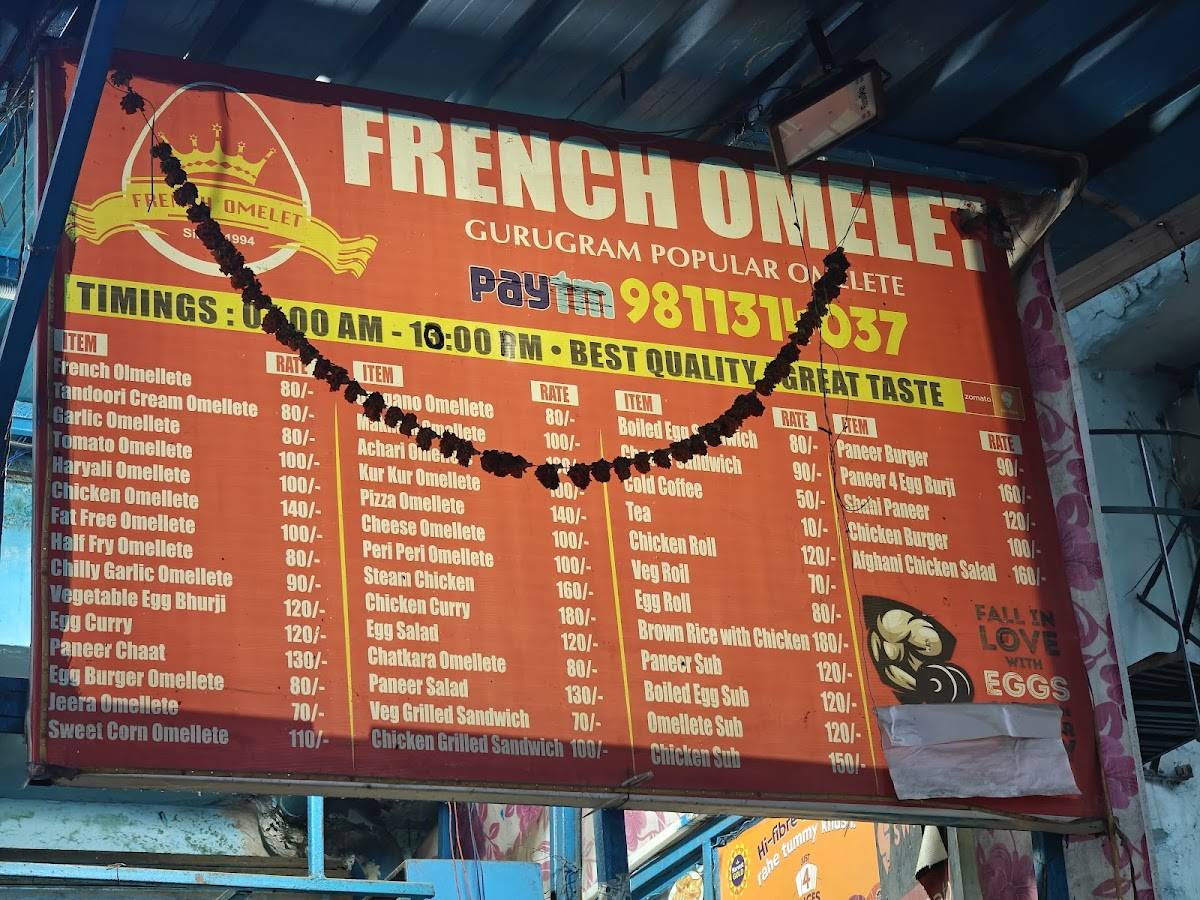 FRENCH OMELET
FRENCH OMELET
1994
GURUGRAM POPULAR OMELETE
paytm
TIMINGS : :00 AM - 10:00 PM • BEST QUALITY GREAT TASTE
zomato
ITEM RATE
French Olmellete 80/-
Tandoori Cream Omellete 80/-
Garlic Omellete 80/-
Tomato Omellete 100/-
Haryali Omellete 100/-
Chicken Omellete 140/-
Fat Free Omellete 100/-
Half Fry Omellete 80/-
Chilly Garlic Omellete 90/-
Vegetable Egg Bhurji 120/-
Egg Curry 120/-
Paneer Chaat 130/-
Egg Burger Omellete 80/-
Jeera Omellete 70/-
Sweet Corn Omellete 110/-
ITEM RATE
Omellete 80/-
Omellete 100/-
Achari
Kur Kur Omellete 100/-
Pizza Omellete 140/-
Cheese Omellete 100/-
Peri Peri Omellete 100/-
Steam Chicken 160/-
Chicken Curry 180/-
Egg Salad 120/-
Chatkara Omellete 80/-
Paneer Salad 130/-
Veg Grilled Sandwich 70/-
Chicken Grilled Sandwich 100/-
ITEM RATE
Boiled Egg Sandwich 80/-
Sandwich 90/-
Cold Coffee 50/-
Tea 10/-
Chicken Roll 120/-
Veg Roll 70/-
Egg Roll 80/-
Brown Rice with Chicken 180/-
Paneer Sub 120/-
Boiled Egg Sub 120/-
Omellete Sub 120/-
Chicken Sub 150/-
ITEM RATE
Paneer Burger 90/-
Paneer 4 Egg Burji 160/-
Shahi Paneer 120/-
Chicken Burger 100/-
Afghani Chicken Salad 160/-
FALL IN
LOVE
WITH
EGGS
Hi-fibre
rahe tummy khush
4